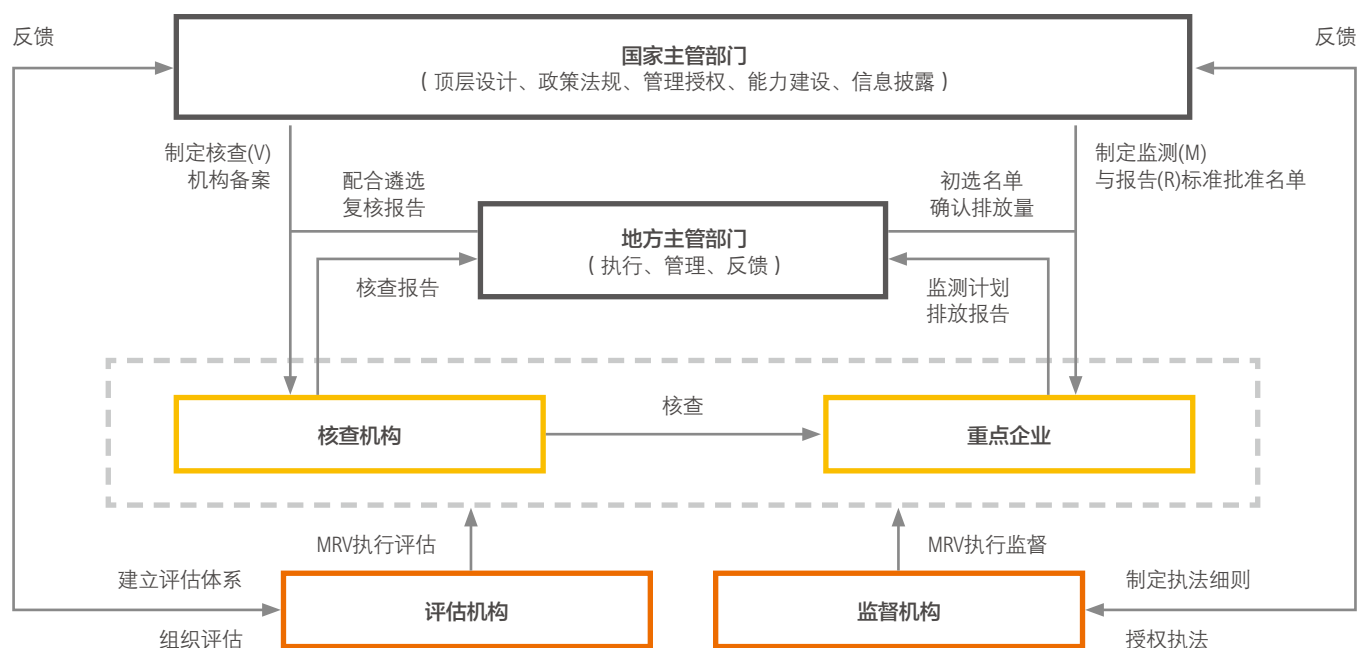 反馈
反馈
国家主管部门
（顶层设计、政策法规、管理授权、能力建设、信息披露）
制定核查(V)
机构备案
配合遴选
复核报告
初选名单
确认排放量
制定监测(M)
与报告(R)标准批准名单
地方主管部门
（执行、管理、反馈）
核查报告
监测计划
排放报告
核查机构
核查
重点企业
MRV执行评估
MRV执行监督
建立评估体系
组织评估
评估机构
监督机构
制定执法细则
授权执法